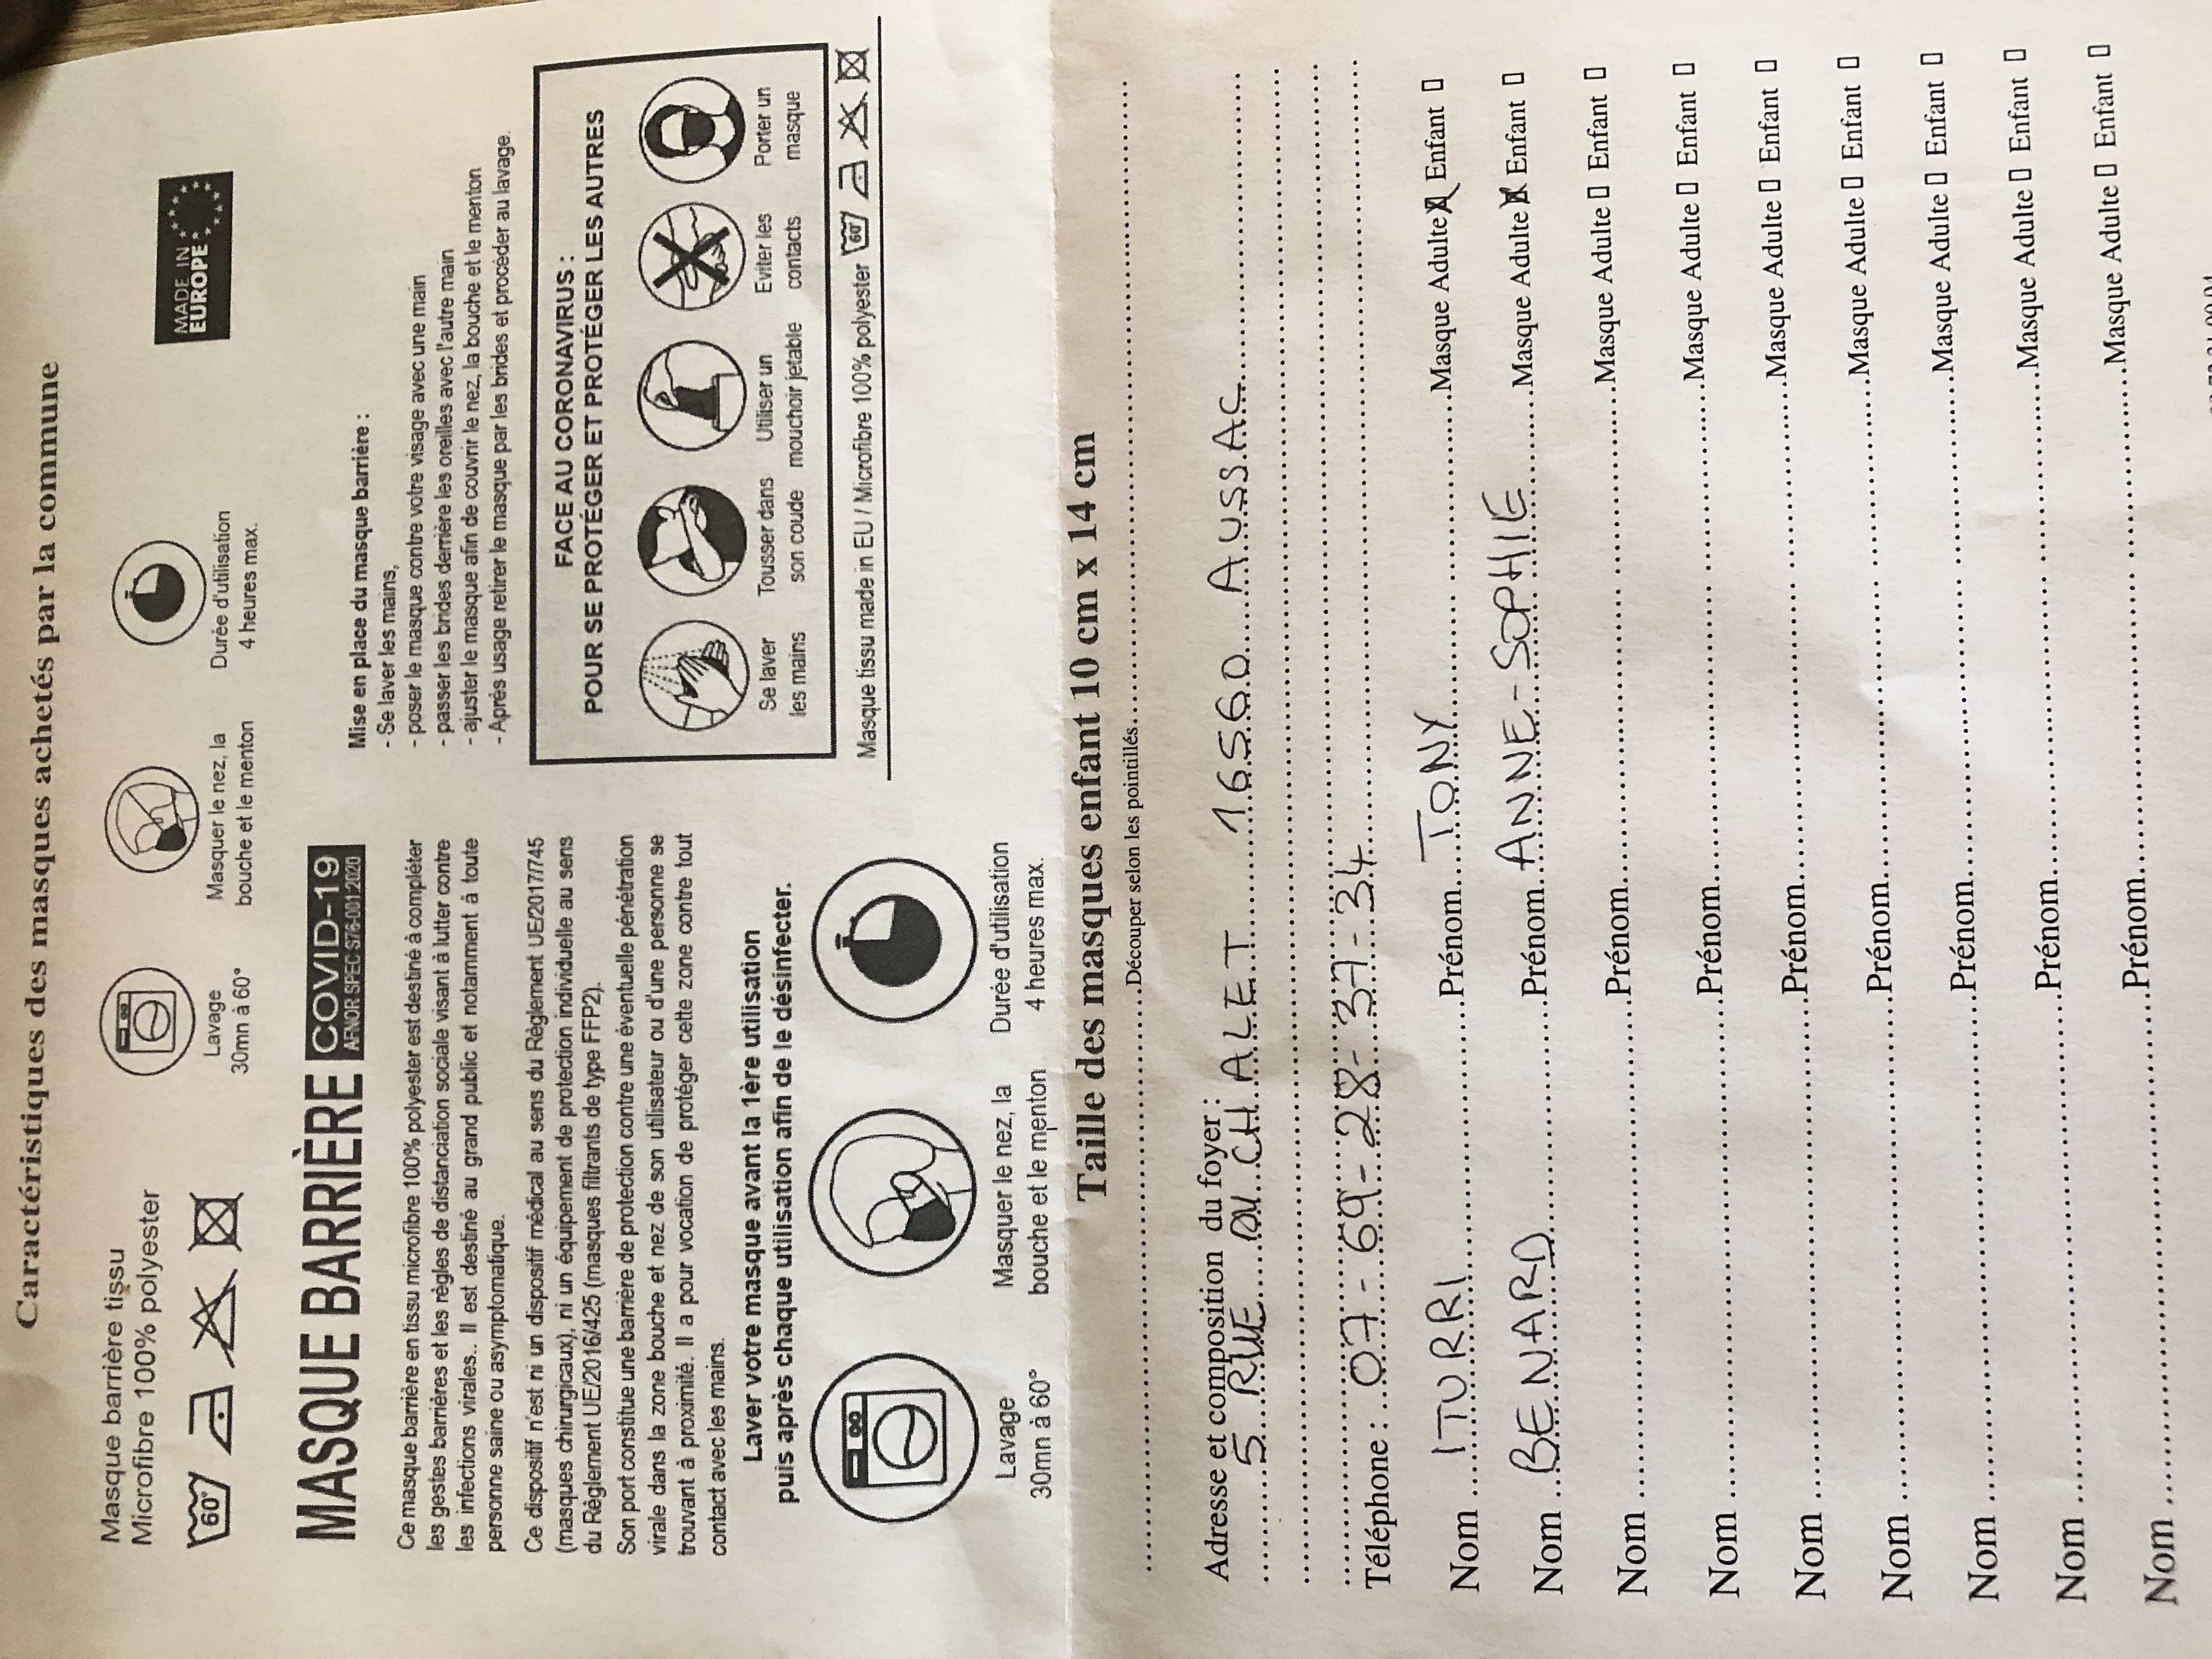 Caractéristiques des masques achetés par la commune
Masque barrière tissu
Microfibre 100% polyester
60°
Lavage
30mn à 60°
Masquer le nez, la
bouche et le menton
Durée d'utilisation
4 heures max.
MADE IN
EUROPE
MASQUE BARRIÈRE
COVID-19
AFNOR SPEC S76-001:2020
Ce masque barrière en tissu microfibre 100% polyester est destiné à compléter
les gestes barrières et les règles de distanciation sociale visant à lutter contre
les infections virales.. Il est destiné au grand public et notamment à toute
personne saine ou asymptomatique.
Ce dispositif n'est ni un dispositif médical au sens du Règlement UE/2017/745
(masques chirurgicaux), ni un équipement de protection individuelle au sens
du Règlement UE/2016/425 (masques filtrants de type FFP2).
Son port constitue une barrière de protection contre une éventuelle pénétration
virale dans la zone bouche et nez de son utilisateur ou d'une personne se
trouvant à proximité. Il a pour vocation de protéger cette zone contre tout
contact avec les mains.
Laver votre masque avant la 1ère utilisation
puis après chaque utilisation afin de le désinfecter.
Lavage
30mn à 60°
Masquer le nez, la
bouche et le menton
Durée d'utilisation
4 heures max.
Mise en place du masque barrière :
- Se laver les mains,
- poser le masque contre votre visage avec une main
- passer les brides derrière les oreilles avec l'autre main
- ajuster le masque afin de couvrir le nez, la bouche et le menton
- Après usage retirer le masque par les brides et procéder au lavage.
FACE AU CORONAVIRUS :
POUR SE PROTÉGER ET PROTÉGER LES AUTRES
Se laver
les mains
Tousser dans
son coude
Utiliser un
mouchoir jetable
Eviter les
contacts
Porter un
masque
Masque tissu made in EU / Microfibre 100% polyester 60°
Taille des masques enfant 10 cm x 14 cm
Découper selon les pointillés
Adresse et composition du foyer :
5 RUE DU CHALET 16560 AUSSAC
Téléphone : 07-69-28-37-34
Nom ITURRI Prénom TONY Masque Adulte ☒ Enfant ▯
Nom BENARD Prénom ANNE-SOPHIE Masque Adulte ☒ Enfant ▯
Nom Prénom Masque Adulte ▯ Enfant ▯
Nom Prénom Masque Adulte ▯ Enfant ▯
Nom Prénom Masque Adulte ▯ Enfant ▯
Nom Prénom Masque Adulte ▯ Enfant ▯
Nom Prénom Masque Adulte ▯ Enfant ▯
Nom Prénom Masque Adulte ▯ Enfant ▯
Nom Prénom Masque Adulte ▯ Enfant ▯